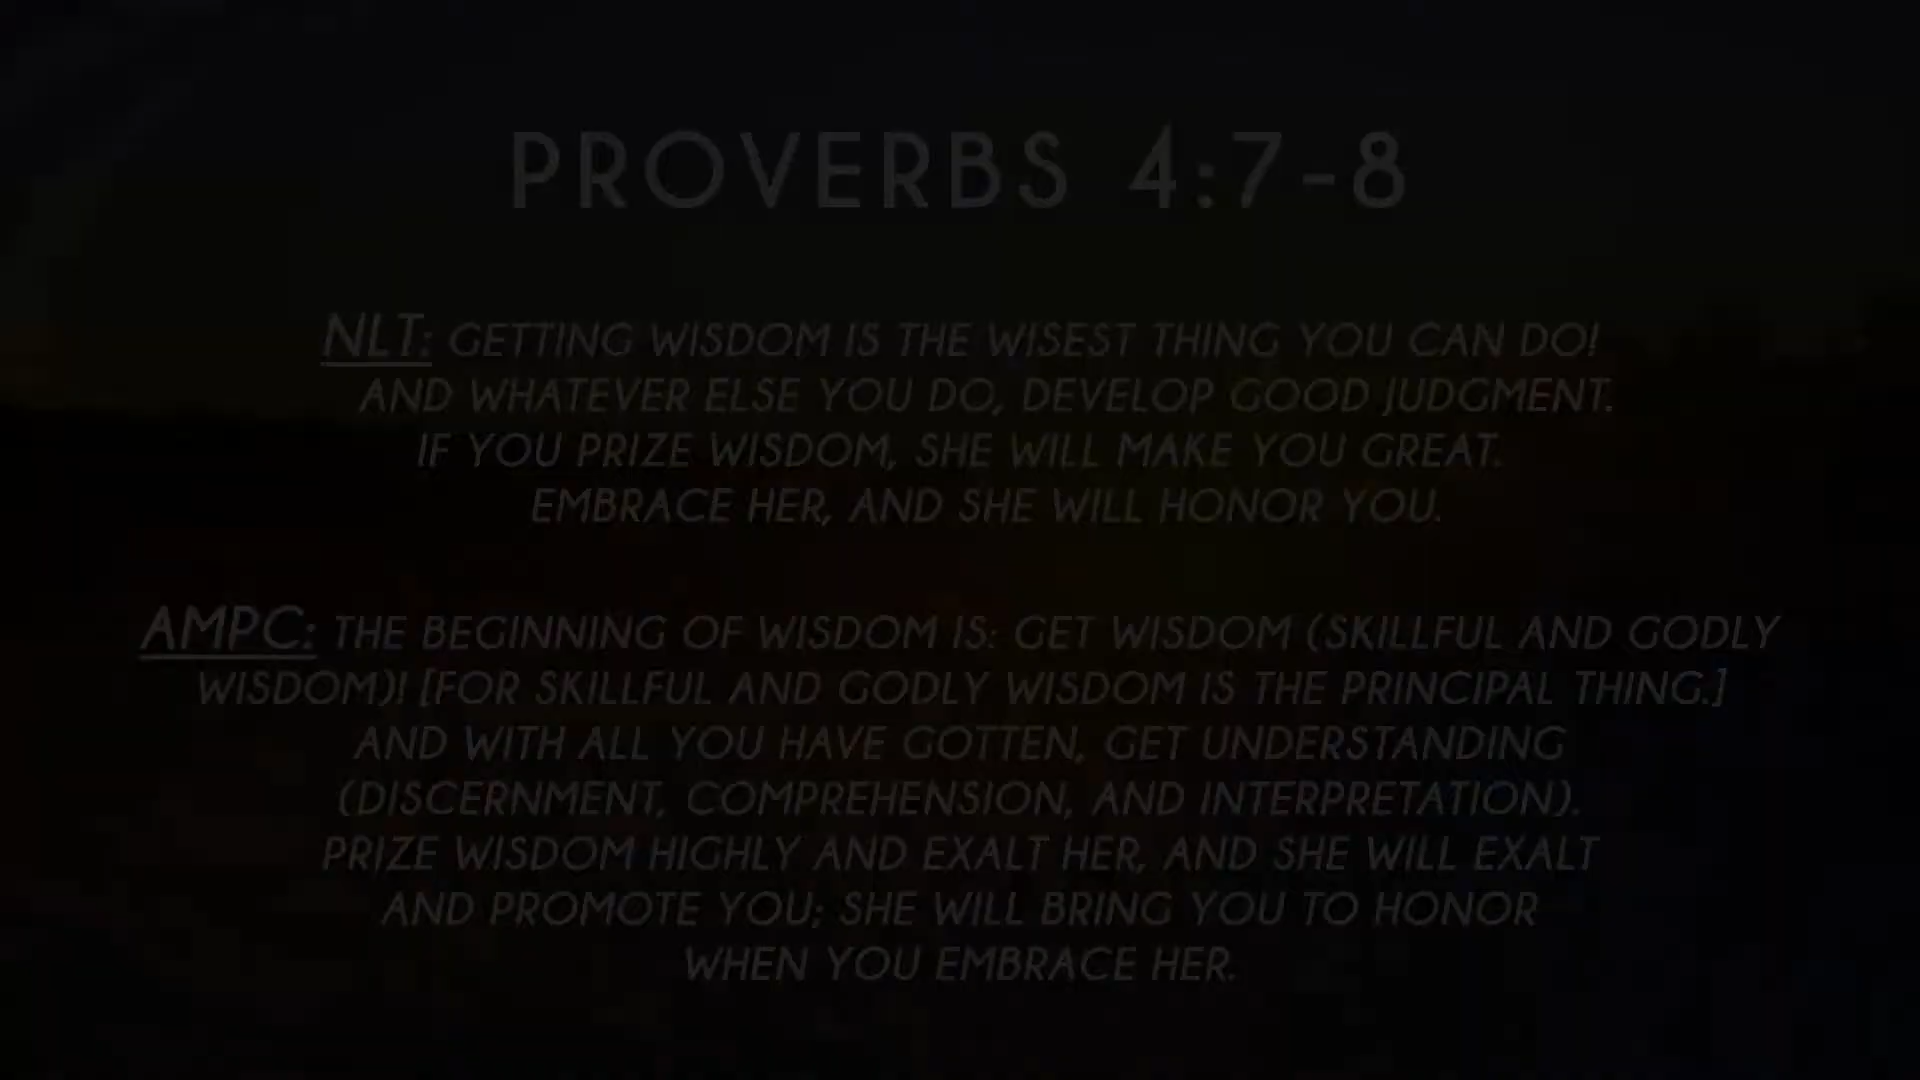 PROVERBS 4:7-8
NLT: GETTING WISDOM IS THE WISEST THING YOU CAN DO!
AND WHATEVER ELSE YOU DO, DEVELOP GOOD JUDGMENT.
IF YOU PRIZE WISDOM, SHE WILL MAKE YOU GREAT.
EMBRACE HER, AND SHE WILL HONOR YOU.
AMPC: THE BEGINNING OF WISDOM IS: GET WISDOM (SKILLFUL AND GODLY
WISDOM)! [FOR SKILLFUL AND GODLY WISDOM IS THE PRINCIPAL THING.]
AND WITH ALL YOU HAVE GOTTEN, GET UNDERSTANDING
(DISCERNMENT, COMPREHENSION, AND INTERPRETATION).
PRIZE WISDOM HIGHLY AND EXALT HER, AND SHE WILL EXALT
AND PROMOTE YOU; SHE WILL BRING YOU TO HONOR
WHEN YOU EMBRACE HER.